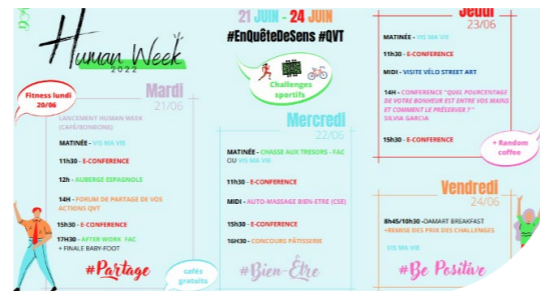 Human Week
2022
21 JUIN - 24 JUIN
#EnQuêteDeSens #QVT
Challenges
sportifs
Fitness lundi
20/06
Mardi
21/06
LANCEMENT HUMAN WEEK
(CAFÉ/BONBONS)
MATINÉE - VIS MA VIE
11h30 - E-CONFERENCE
12h - AUBERGE ESPAGNOLE
14H - FORUM DE PARTAGE DE VOS
ACTIONS QVT
15h30 - E-CONFERENCE
17H30 - AFTER WORK FAC
+ FINALE BABY-FOOT
#Partage
cafés
gratuits
Mercredi
22/06
MATINÉE - CHASSE AUX TRESORS - FAC
OU VIS MA VIE
11h30 - E-CONFERENCE
MIDI - AUTO-MASSAGE BIEN-ETRE (CSE)
15h30 - E-CONFERENCE
16H30 - CONCOURS PÂTISSERIE
#Bien-Être
Jeudi
23/06
MATINÉE - VIS MA VIE
11h30 - E-CONFERENCE
MIDI - VISITE VÉLO STREET ART
14H - CONFERENCE "QUEL POURCENTAGE
DE VOTRE BONHEUR EST ENTRE VOS MAINS
ET COMMENT LE PRÉSERVER ? "
SILVIA GARCIA
15h30 - E-CONFERENCE
+ Random
coffee
Vendredi
24/06
8h45/10h30 -DAMART BREAKFAST
+REMISE DES PRIX DES CHALLENGES
VIS MA VIE
#Be Positive